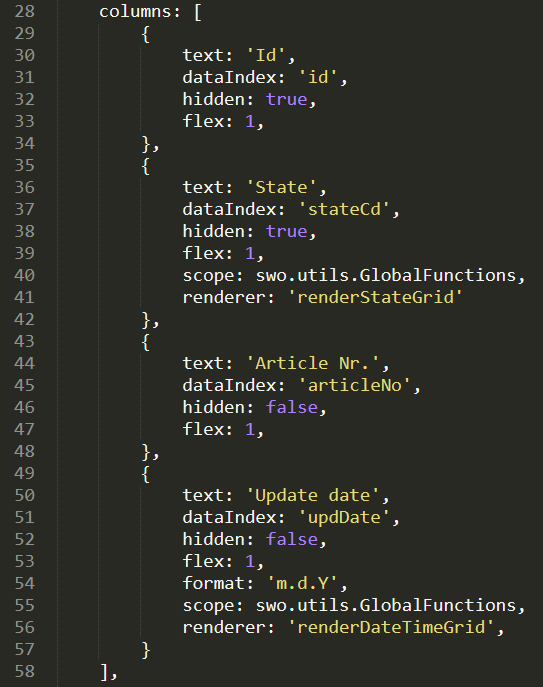 28    columns: [
29        {
30            text: 'Id',
31            dataIndex: 'id',
32            hidden: true,
33            flex: 1,
34        },
35        {
36            text: 'State',
37            dataIndex: 'stateCd',
38            hidden: true,
39            flex: 1,
40            scope: swo.utils.GlobalFunctions,
41            renderer: 'renderStateGrid'
42        },
43        {
44            text: 'Article Nr.',
45            dataIndex: 'articleNo',
46            hidden: false,
47            flex: 1,
48        },
49        {
50            text: 'Update date',
51            dataIndex: 'updDate',
52            hidden: false,
53            flex: 1,
54            format: 'm.d.Y',
55            scope: swo.utils.GlobalFunctions,
56            renderer: 'renderDateTimeGrid',
57        }
58    ],